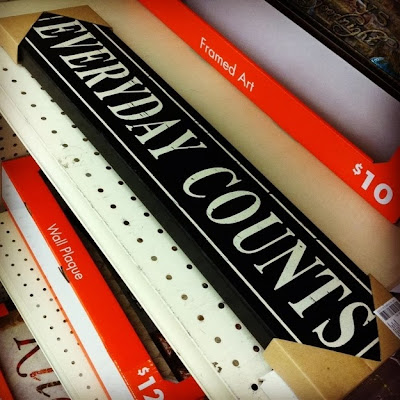 EVERYDAY COUNTS
Framed Art
$10
Wall Plaque
$12